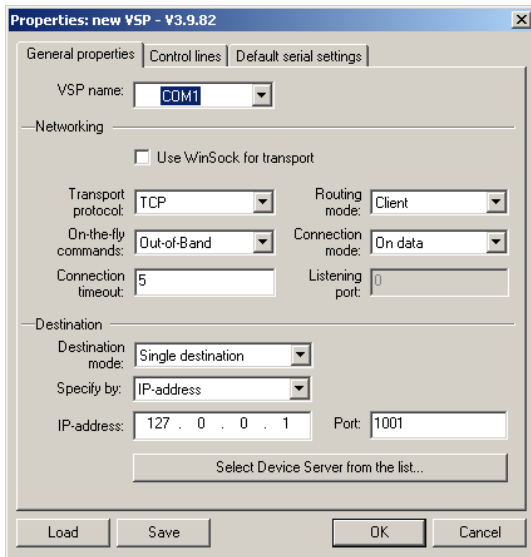 Properties: new VSP - V3.9.82
General properties Control lines Default serial settings
VSP name: COM1
Networking
Use WinSock for transport
Transport protocol: TCP Routing mode: Client
On-the-fly commands: Out-of-Band Connection mode: On data
Connection timeout: 5 Listening port: 0
Destination
Destination mode: Single destination
Specify by: IP-address
IP-address: 127 . 0 . 0 . 1 Port: 1001
Select Device Server from the list...
Load Save OK Cancel